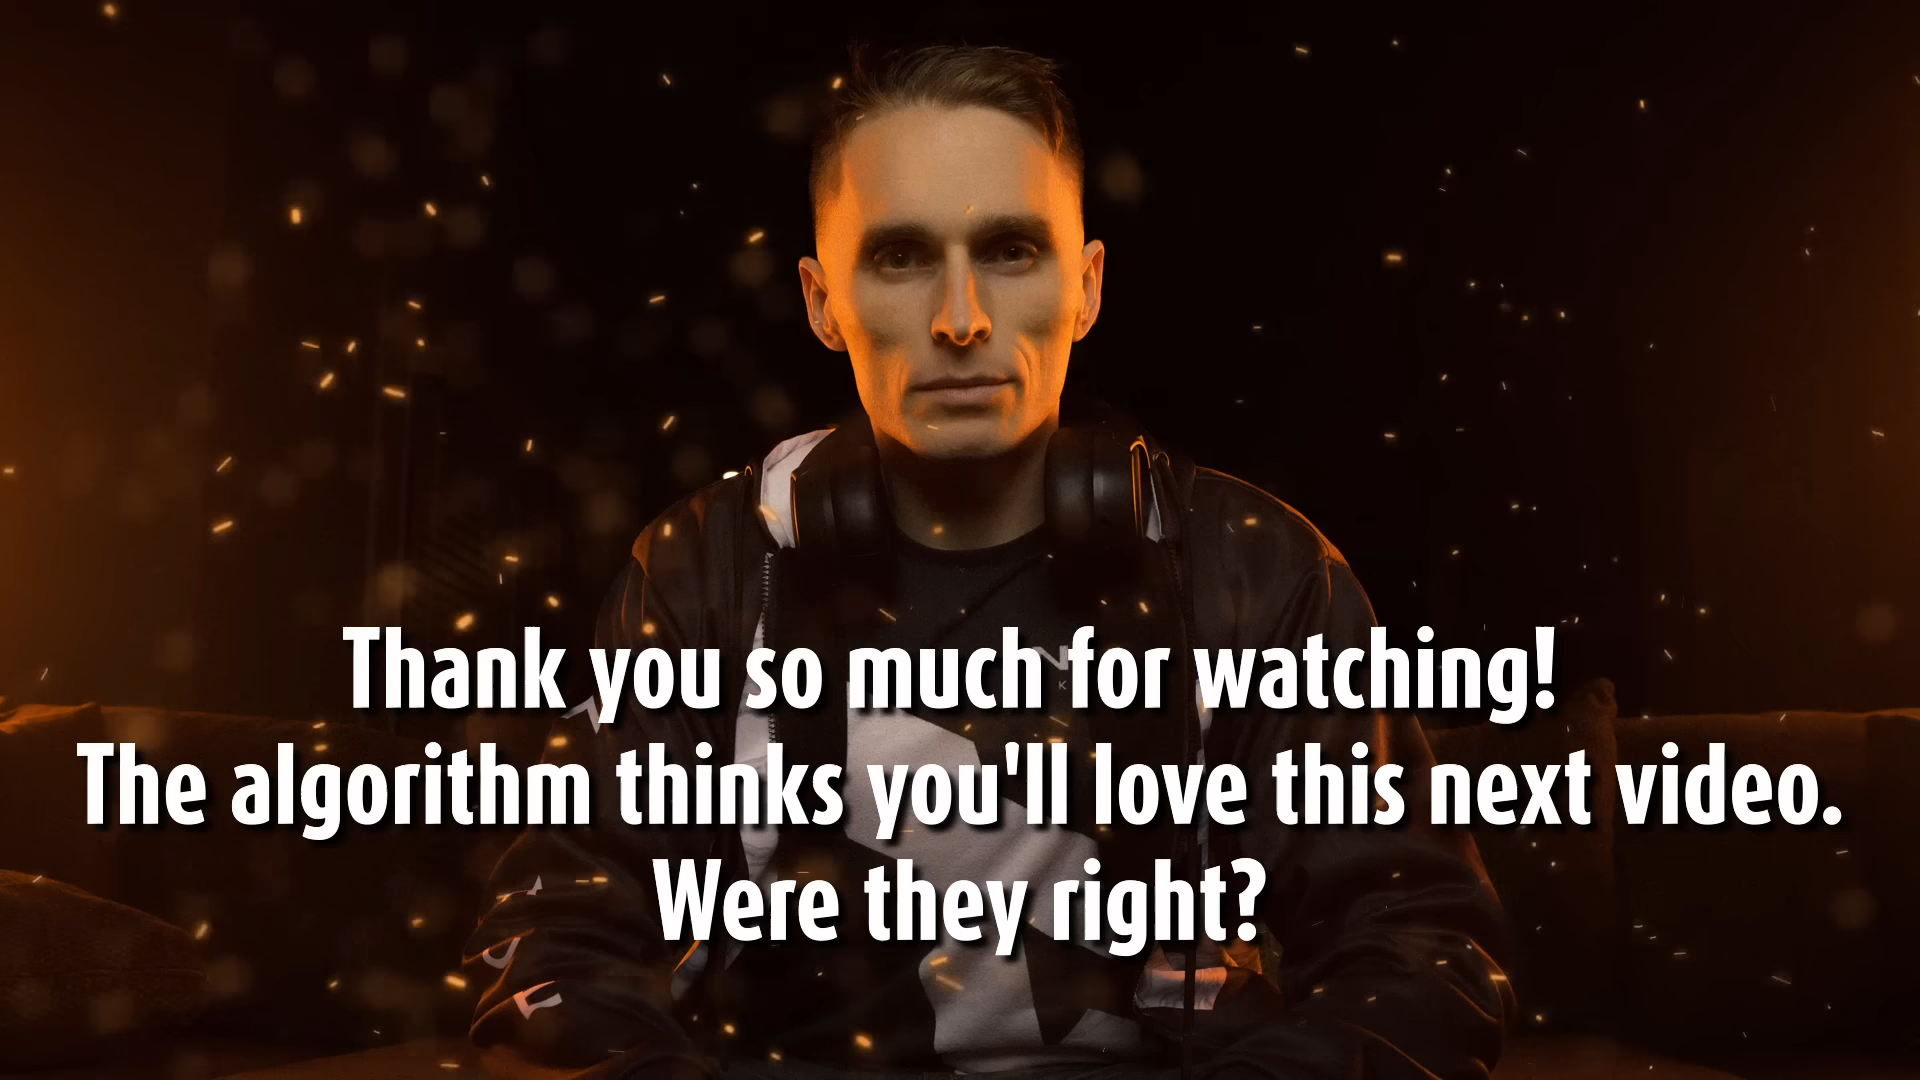 Thank you so much for watching!
The algorithm thinks you'll love this next video.
Were they right?